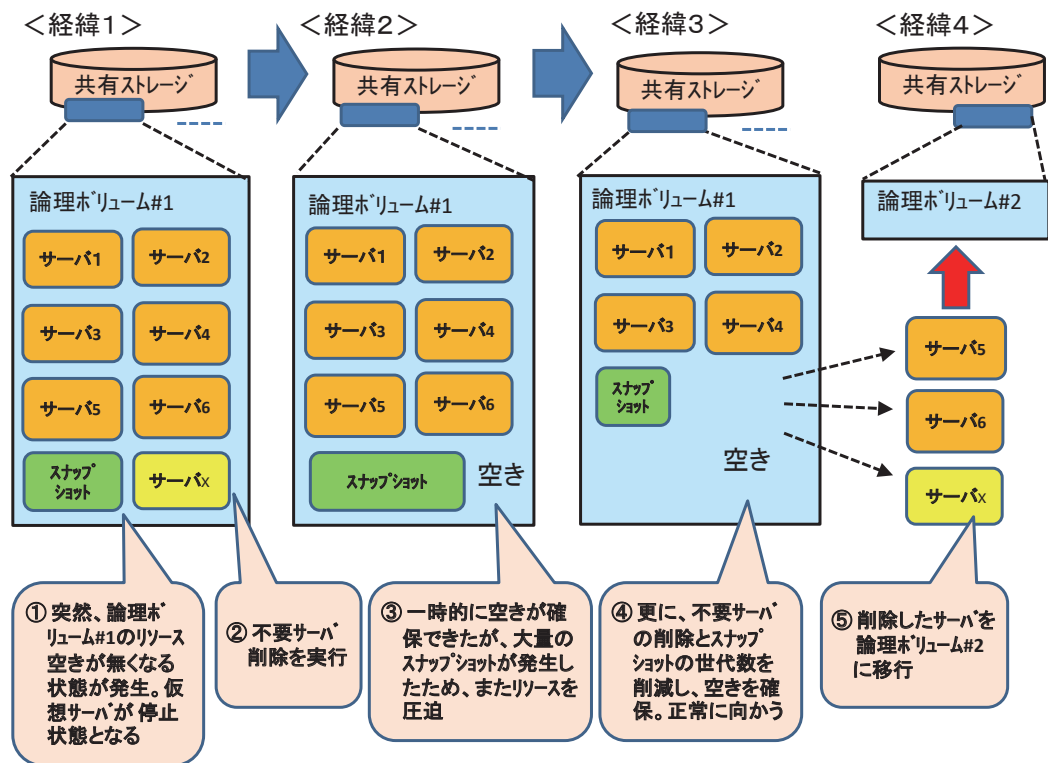 ＜経緯１＞
共有ストレージ
論理ボリューム#1
サーバ1
サーバ2
サーバ3
サーバ4
サーバ5
サーバ6
スナップ
ショット
サーバx
① 突然、論理ボ
リューム#1のリソース
空きが無くなる
状態が発生。仮
想サーバが 停止
状態となる
② 不要サーバ
削除を実行
＜経緯２＞
共有ストレージ
論理ボリューム#1
サーバ1
サーバ2
サーバ3
サーバ4
サーバ5
サーバ6
スナップショット
空き
③ 一時的に空きが確
保できたが、大量の
スナップショットが発生し
たため、またリソースを
圧迫
＜経緯３＞
共有ストレージ
論理ボリューム#1
サーバ1
サーバ2
サーバ3
サーバ4
スナップ
ショット
空き
④ 更に、不要サーバ
の削除とスナップ
ショットの世代数を
削減し、空きを確
保。正常に向かう
＜経緯４＞
共有ストレージ
論理ボリューム#2
サーバ5
サーバ6
サーバx
⑤ 削除したサーバを
論理ボリューム#2
に移行